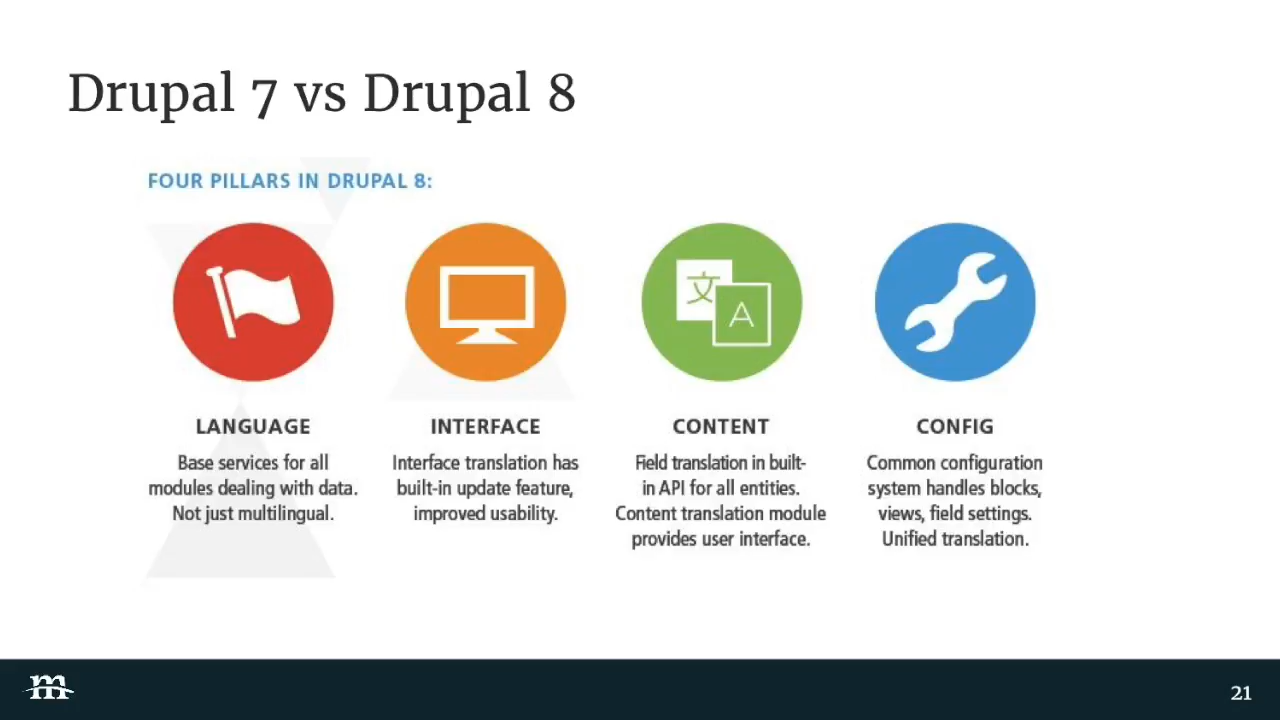 Drupal 7 vs Drupal 8
FOUR PILLARS IN DRUPAL 8:
文
A
LANGUAGE
Base services for all
modules dealing with data.
Not just multilingual.
INTERFACE
Interface translation has
built-in update feature,
improved usability.
CONTENT
Field translation in built-
in API for all entities.
Content translation module
provides user interface.
CONFIG
Common configuration
system handles blocks,
views, field settings.
Unified translation.
m
21